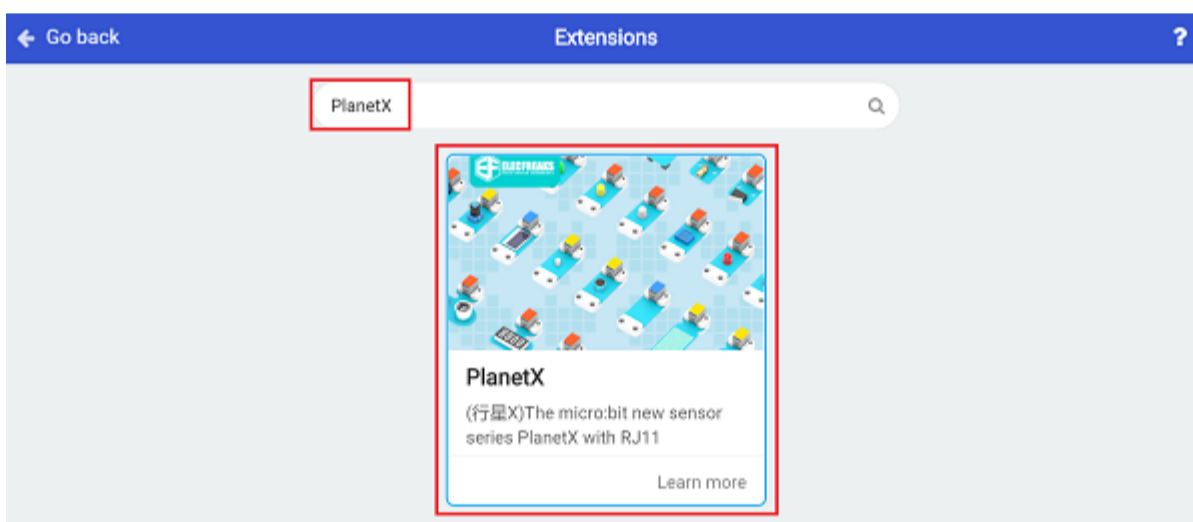 Go back
Extensions
?
PlanetX
ELECFREAKS
PlanetX
(行星X)The micro:bit new sensor
series PlanetX with RJ11
Learn more